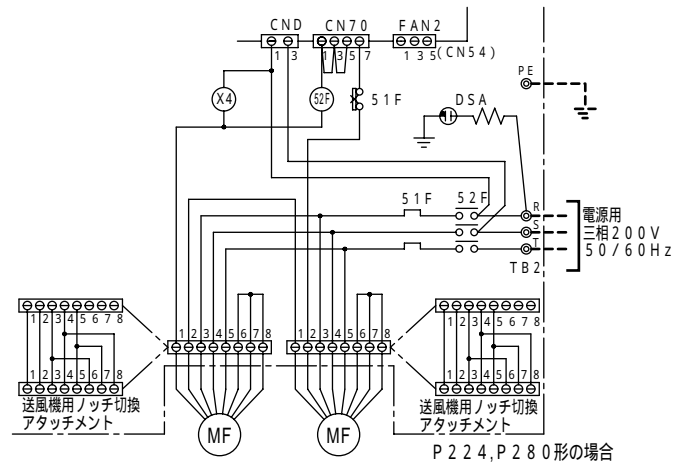 CND CN70 FAN2
1 3 1 3 5 7 1 3 5 (CN54)
PE
X4 52F 51F DSA
51F 52F R
S
T
電源用
三相200V
50/60Hz
TB2
1 2 3 4 5 6 7 8
1 2 3 4 5 6 7 8
1 2 3 4 5 6 7 8
1 2 3 4 5 6 7 8
1 2 3 4 5 6 7 8
1 2 3 4 5 6 7 8
送風機用ノッチ切換
アタッチメント
MF MF
送風機用ノッチ切換
アタッチメント
P224,P280形の場合